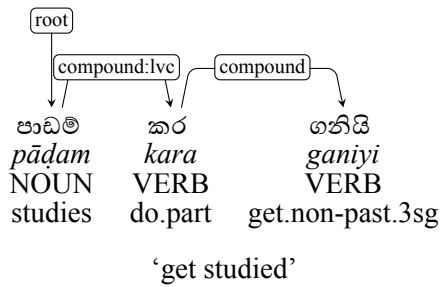 root
compound:lvc compound
පාඩම් කර ගනියි
pāḍam kara ganiyi
NOUN VERB VERB
studies do.part get.non-past.3sg
‘get studied’